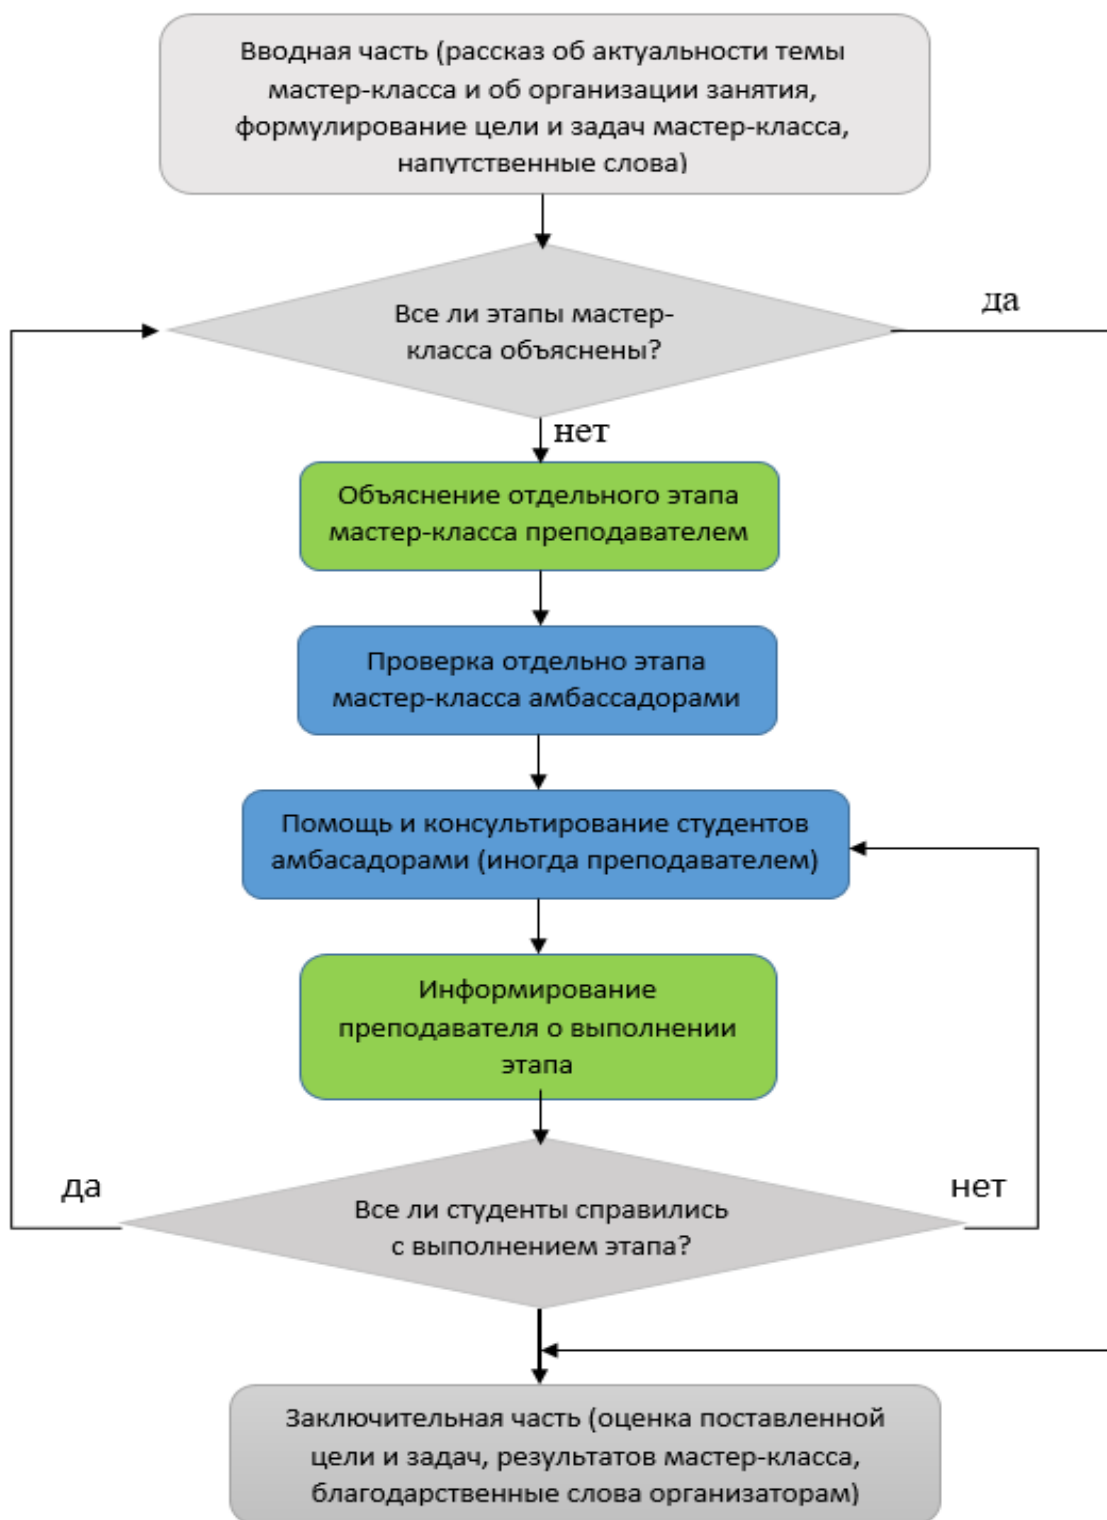 Вводная часть (рассказ об актуальности темы
мастер-класса и об организации занятия,
формулирование цели и задач мастер-класса,
напутственные слова)
Все ли этапы мастер-
класса объяснены?
да
нет
Объяснение отдельного этапа
мастер-класса преподавателем
Проверка отдельно этапа
мастер-класса амбассадорами
Помощь и консультирование студентов
амбасадорами (иногда преподавателем)
Информирование
преподавателя о выполнении
этапа
да
нет
Все ли студенты справились
с выполнением этапа?
Заключительная часть (оценка поставленной
цели и задач, результатов мастер-класса,
благодарственные слова организаторам)